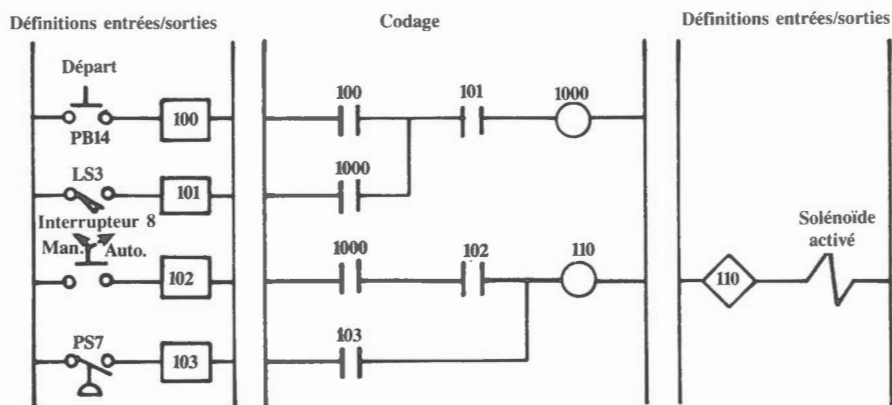 Définitions entrées/sorties
Codage
Définitions entrées/sorties
Départ
100
PB14
100
101
1000
LS3
101
1000
Interrupteur 8
Man. Auto.
102
1000
102
110
Solénoïde
activé
110
PS7
103
103